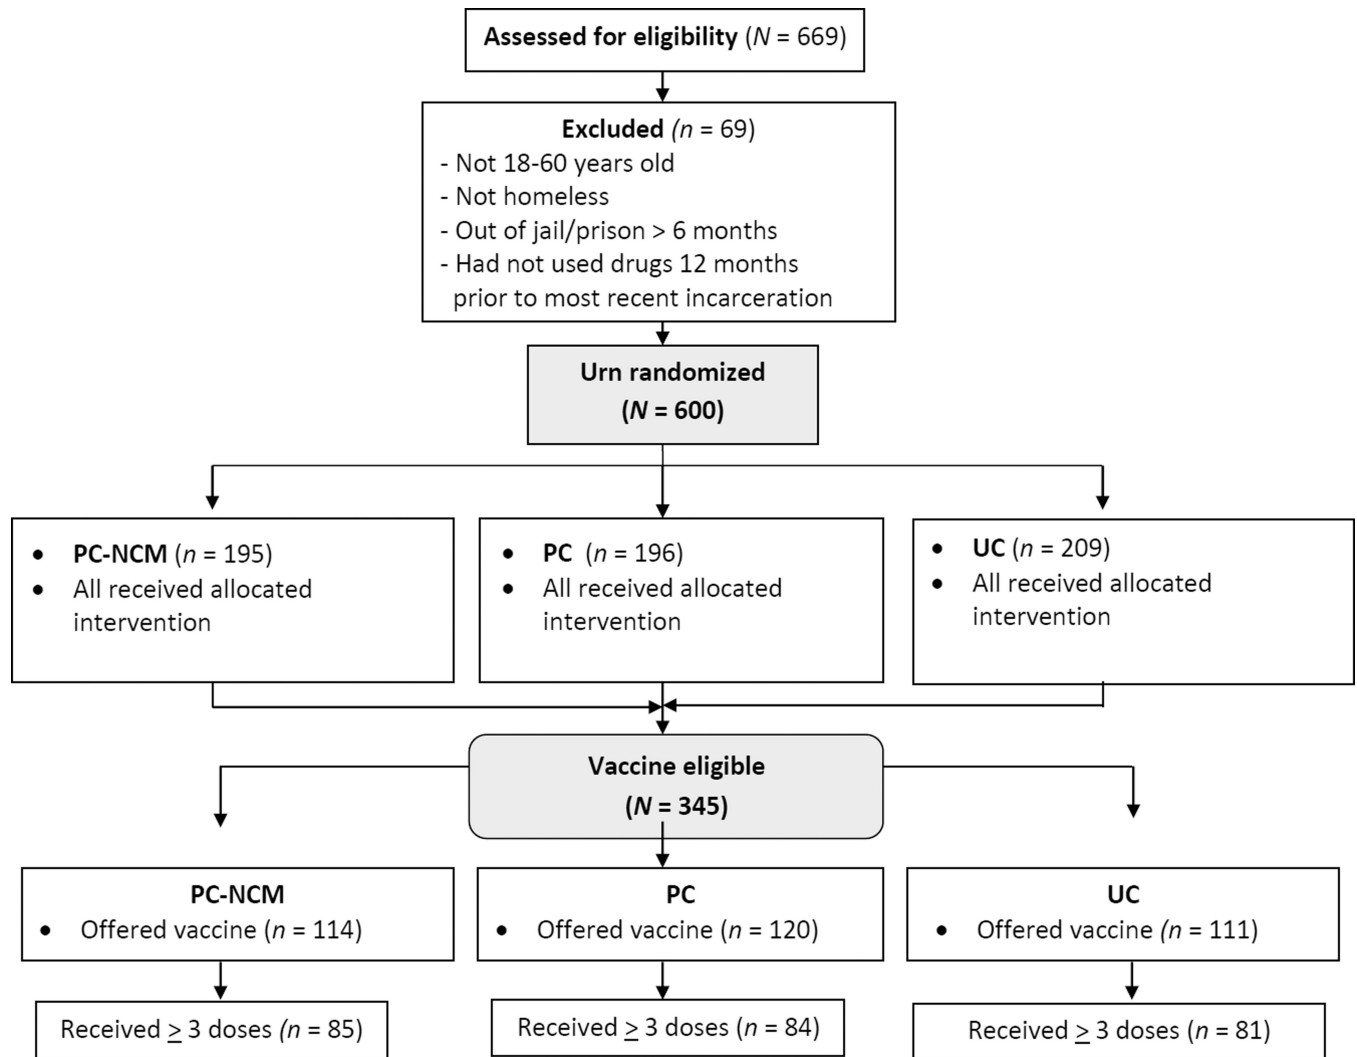 Assessed for eligibility (N = 669)
Excluded (n = 69)
- Not 18-60 years old
- Not homeless
- Out of jail/prison > 6 months
- Had not used drugs 12 months
prior to most recent incarceration
Urn randomized
(N = 600)
• PC-NCM (n = 195)
• All received allocated
intervention
• PC (n = 196)
• All received allocated
intervention
• UC (n = 209)
• All received allocated
intervention
Vaccine eligible
(N = 345)
PC-NCM
• Offered vaccine (n = 114)
PC
• Offered vaccine (n = 120)
UC
• Offered vaccine (n = 111)
Received ≥ 3 doses (n = 85)
Received ≥ 3 doses (n = 84)
Received ≥ 3 doses (n = 81)